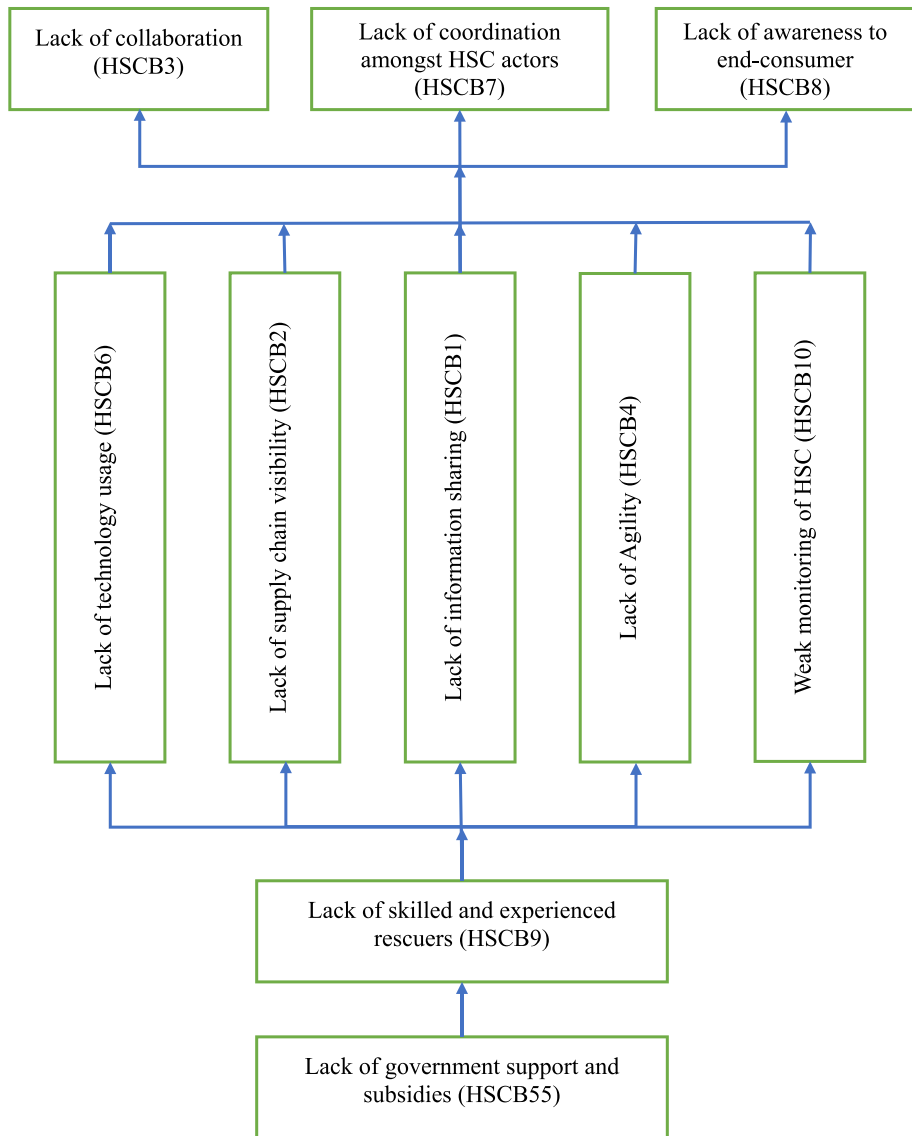 Lack of collaboration
(HSCB3)
Lack of coordination
amongst HSC actors
(HSCB7)
Lack of awareness to
end-consumer
(HSCB8)
Lack of technology usage (HSCB6)
Lack of supply chain visibility (HSCB2)
Lack of information sharing (HSCB1)
Lack of Agility (HSCB4)
Weak monitoring of HSC (HSCB10)
Lack of skilled and experienced
rescuers (HSCB9)
Lack of government support and
subsidies (HSCB55)